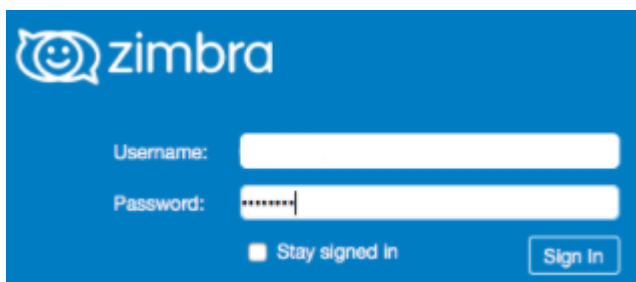 zimbra
Username:
Password: ••••••••
Stay signed in Sign In